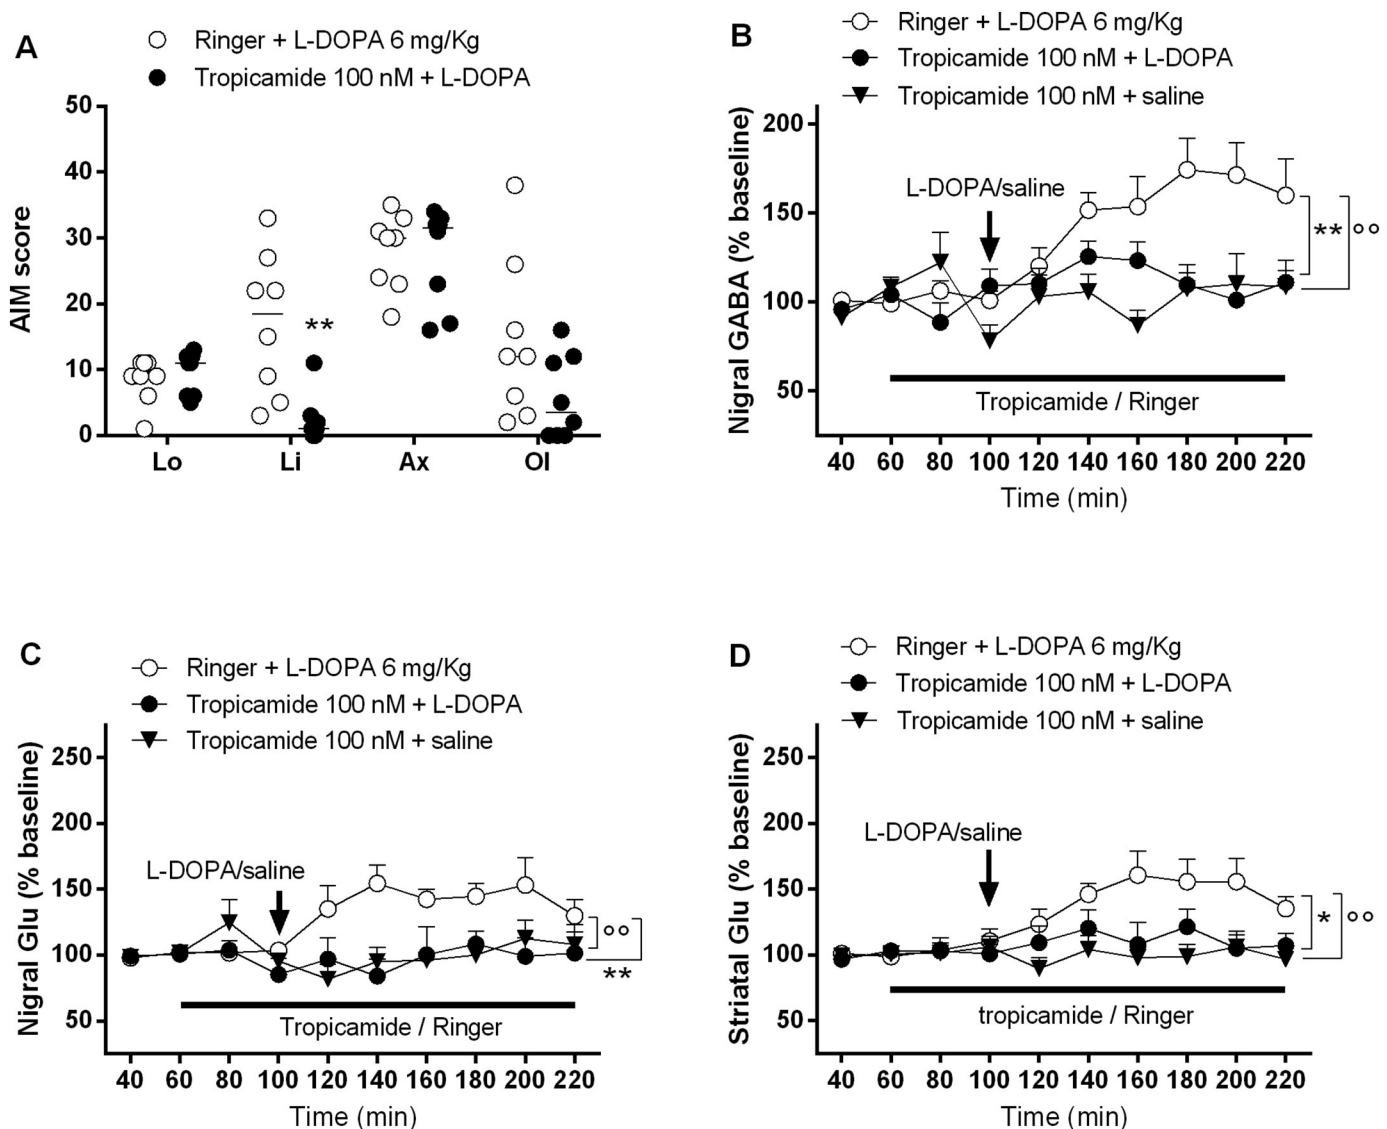 A
Ringer + L-DOPA 6 mg/Kg
Tropicamide 100 nM + L-DOPA
AIM score
50
40
30
20
10
0
**
Lo Li Ax Ol
B
Ringer + L-DOPA 6 mg/Kg
Tropicamide 100 nM + L-DOPA
Tropicamide 100 nM + saline
Nigral GABA (% baseline)
200
150
100
50
L-DOPA/saline
** °°
Tropicamide / Ringer
40 60 80 100 120 140 160 180 200 220
Time (min)
C
Ringer + L-DOPA 6 mg/Kg
Tropicamide 100 nM + L-DOPA
Tropicamide 100 nM + saline
Nigral Glu (% baseline)
250
200
150
100
50
L-DOPA/saline
°°
**
Tropicamide / Ringer
40 60 80 100 120 140 160 180 200 220
Time (min)
D
Ringer + L-DOPA 6 mg/Kg
Tropicamide 100 nM + L-DOPA
Tropicamide 100 nM + saline
Striatal Glu (% baseline)
250
200
150
100
50
L-DOPA/saline
* °°
tropicamide / Ringer
40 60 80 100 120 140 160 180 200 220
Time (min)